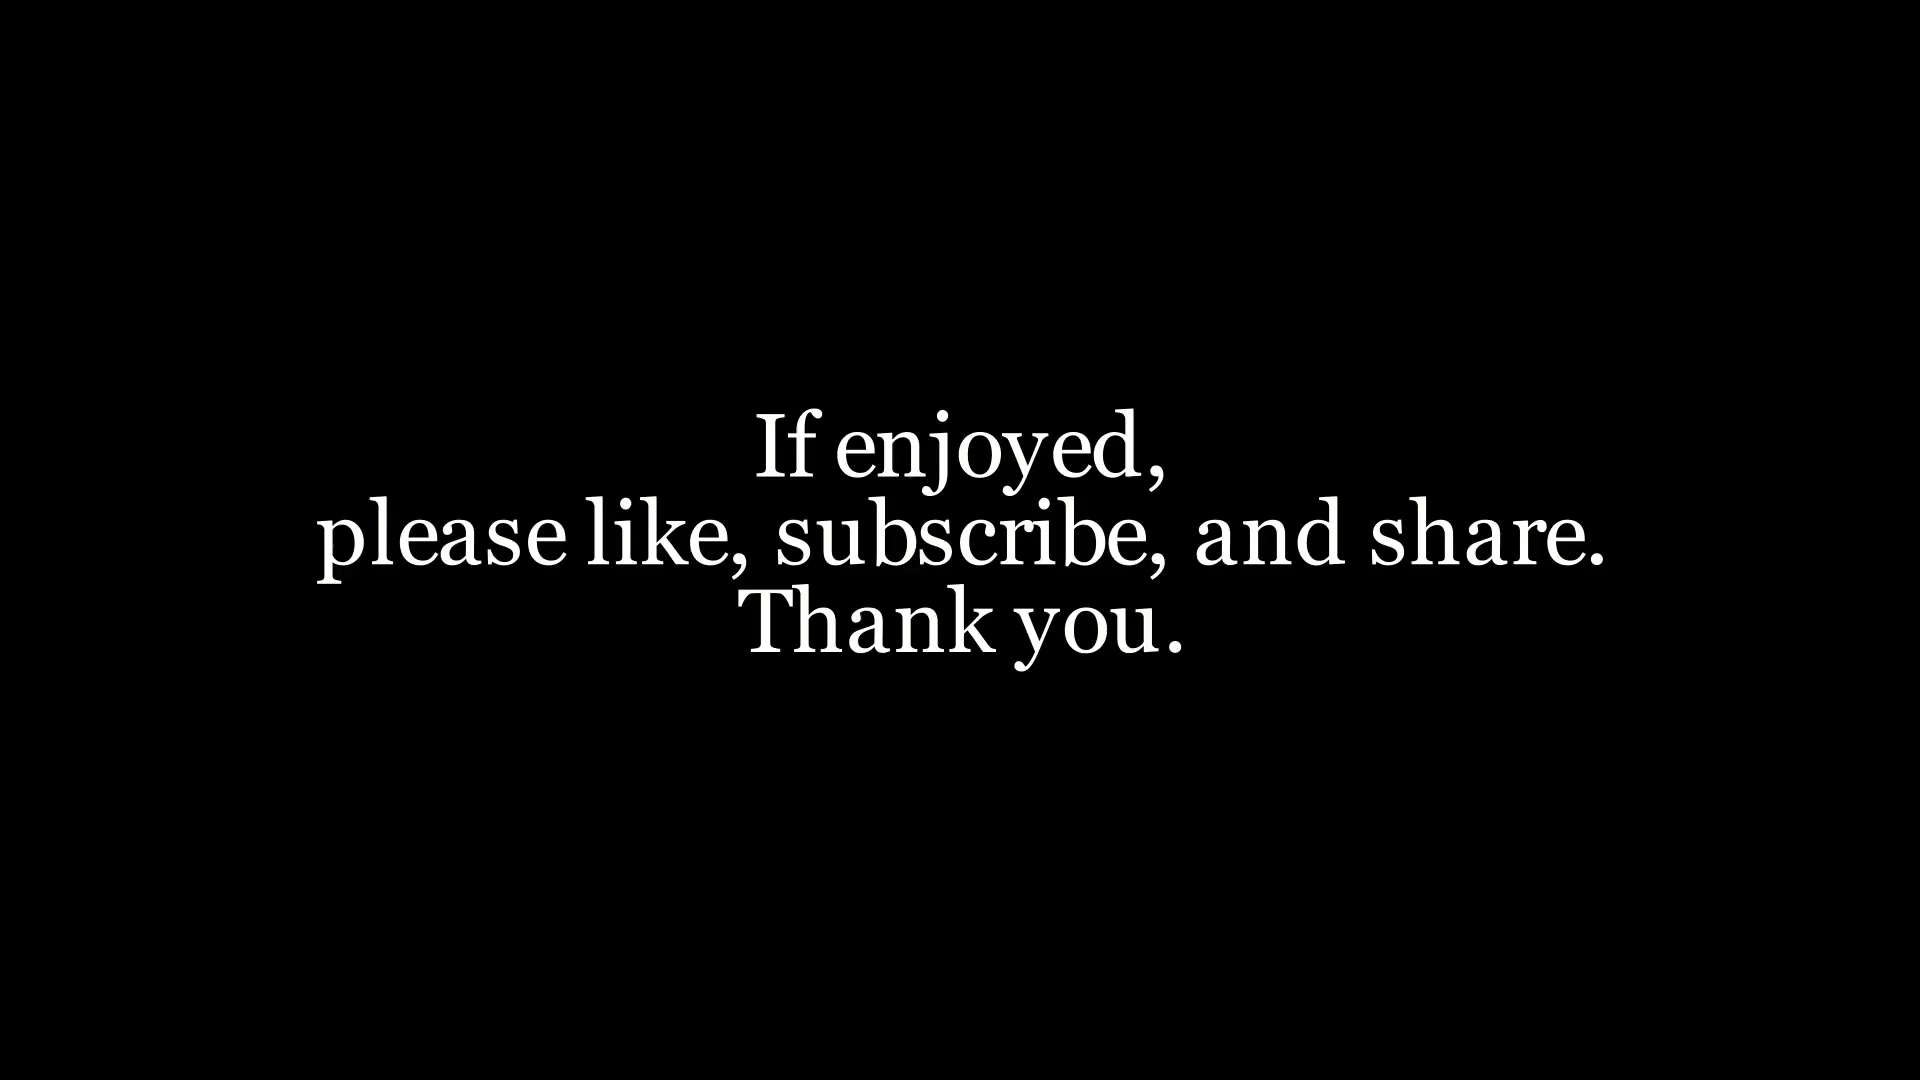 If enjoyed,
please like, subscribe, and share.
Thank you.